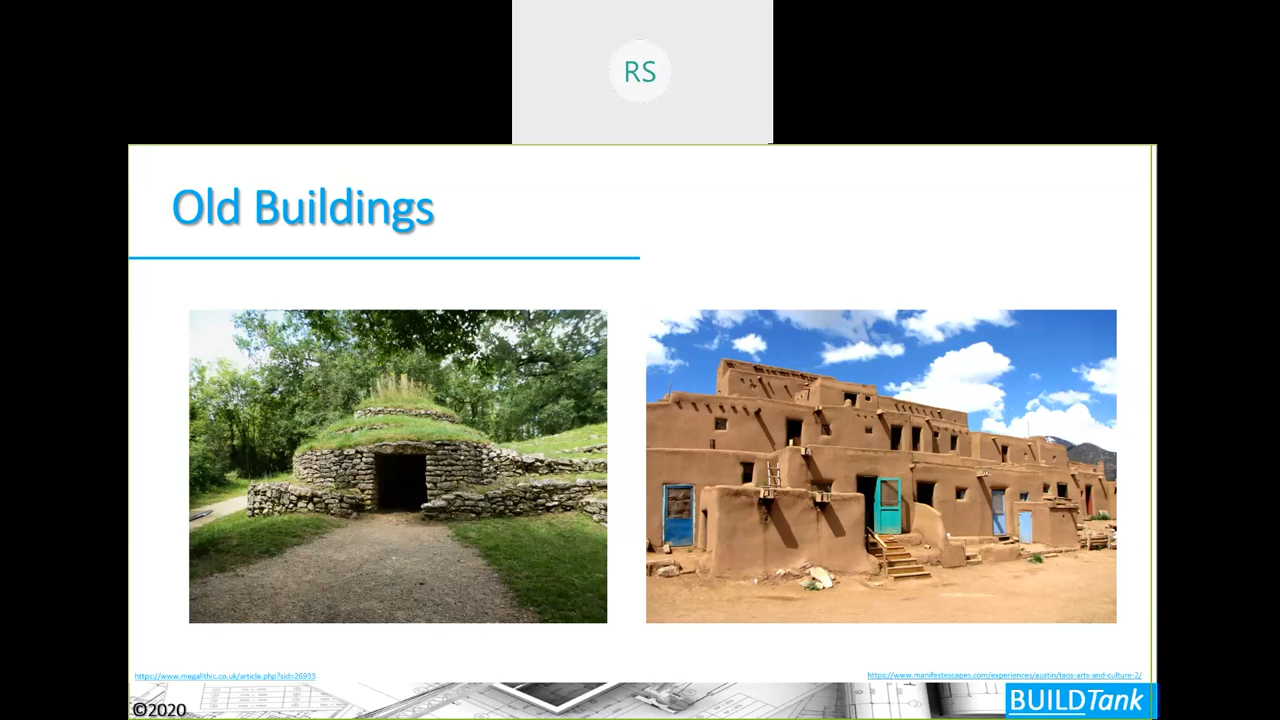 RS
Old Buildings
https://www.megalithic.co.uk/article.php?sid=26933
https://www.manifestescapes.com/experiences/austin/taos-arts-and-culture-2/
©2020
BUILDTank